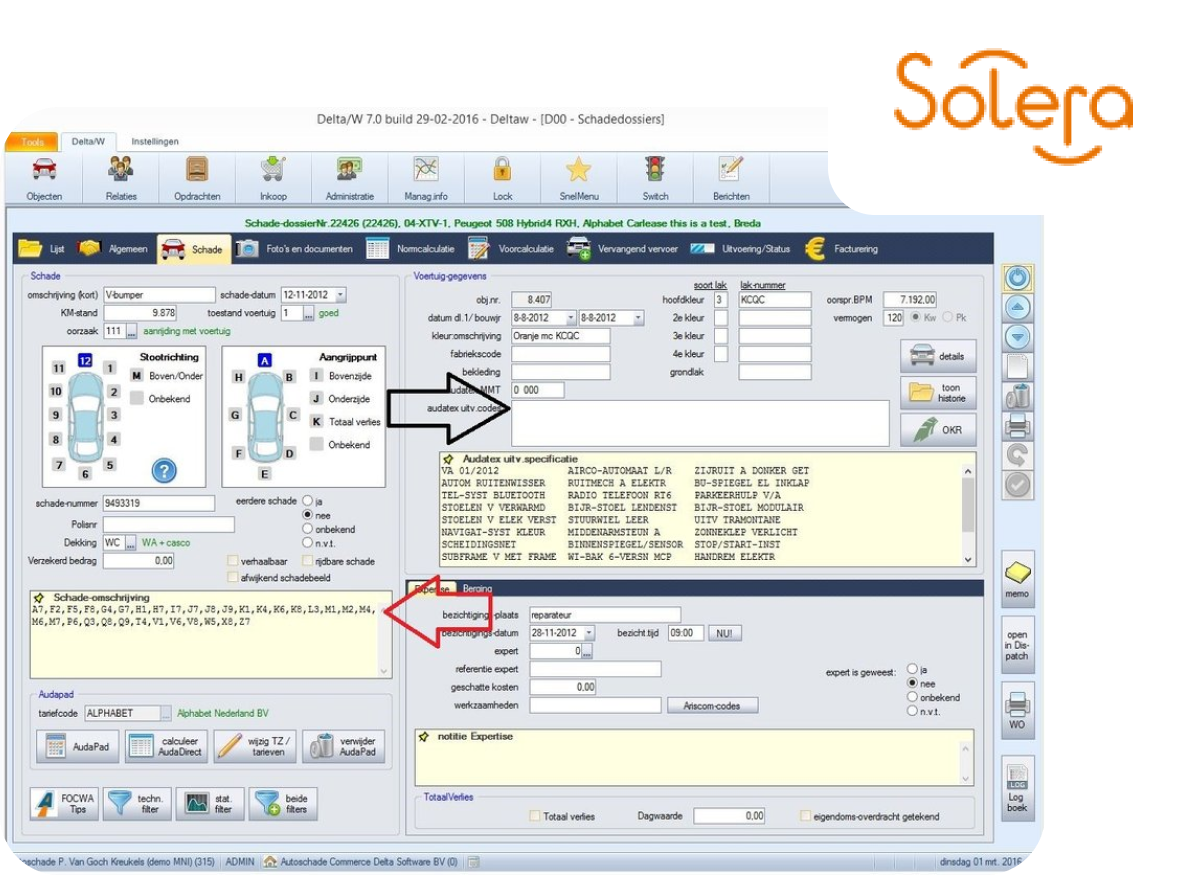 Solera
Delta/W 7.0 build 29-02-2016 - Deltaw - [D00 - Schadedossiers]
Tools Delta/W Instellingen
Objecten Relaties Opdrachten Inkoop Administratie Manag.info Lock SnelMenu Switch Berichten
Schade-dossierNr.22426 (22426), 04-XTV-1, Peugeot 508 Hybrid4 RXH, Alphabet Carlease this is a test, Breda
Lijst Algemeen Schade Foto's en documenten Normcalculatie Voorcalculatie Vervangend vervoer Uitvoering/Status Facturering
Schade
omschrijving (kort) V-bumper schade-datum 12-11-2012
KM-stand 9.878 toestand voertuig 1 ... goed
oorzaak 111 ... aanrijding met voertuig
Stootrichting
11 12 1
M Boven/Onder
10 2 Onbekend
9 3
8 4
7 6 5
?
Aangrijppunt
A
H B I Bovenzijde
J Onderzijde
G C K Totaal verlies
F D Onbekend
E
schade-nummer 9493319 eerdere schade ja
nee
Polisnr onbekend
Dekking WC ... WA + casco n.v.t.
Verzekerd bedrag 0,00 verhaalbaar rijdbare schade
afwijkend schadebeeld
Schade-omschrijving
A7,F2,F5,F8,G4,G7,H1,H7,I7,J7,J8,J9,K1,K4,K6,K8,L3,M1,M2,M4,
M6,M7,P6,Q3,Q8,Q9,T4,V1,V6,V8,W5,X8,Z7
Audapad
tariefcode ALPHABET ... Alphabet Nederland BV
AudaPad
calculeer AudaDirect
wijzig TZ / tarieven
verwijder AudaPad
FOCWA Tips
techn. filter
stat. filter
beide filters
Voertuig-gegevens
soort lak lak-nummer
obj.nr. 8.407 hoofdkleur 3 KCQC oorspr.BPM 7.192.00
datum dl.1/ bouwjr 8-8-2012 8-8-2012 2e kleur vermogen 120 Kw Pk
kleur:omschrijving Oranje mc KCQC 3e kleur
fabriekscode 4e kleur
bekleding grondlak
MMT 0 000
audatex uitv.codes
details
toon historie
OKR
Audatex uitv.specificatie
VA 01/2012 AIRCO-AUTOMAAT L/R ZIJRUIT A DONKER GET
AUTOM RUITENWISSER RUITMECH A ELEKTR BU-SPIEGEL EL INKLAP
TEL-SYST BLUETOOTH RADIO TELEFOON RT6 PARKEERHULP V/A
STOELEN V VERWARMD BIJR-STOEL LENDENST BIJR-STOEL MODULAIR
STOELEN V ELEK VERST STUURWIEL LEER UITV TRAMONTANE
NAVIGAT-SYST KLEUR MIDDENARMSTEUN A ZONNEKLEP VERLICHT
SCHEIDINGSNET BINNENSPIEGEL/SENSOR STOP/START-INST
SUBFRAME V MET FRAME WI-BAK 6-VERSN MCP HANDREM ELEKTR
Expertise Berging
bezichtigings-plaats reparateur
bezichtigings-datum 28-11-2012 bezicht.tijd 09:00 NU!
expert 0 ...
referentie expert expert is geweest: ja
nee
geschatte kosten 0,00 onbekend
werkzaamheden Ariscom-codes n.v.t.
notitie Expertise
TotaalVerlies
Totaal verlies Dagwaarde 0,00 eigendoms-overdracht getekend
memo
open in Dis-patch
WO
LOG
Log boek
schade P. Van Goch Kreukels (demo MNI) (315) ADMIN Autoschade Commerce Delta Software BV (0) dinsdag 01 mrt. 2016